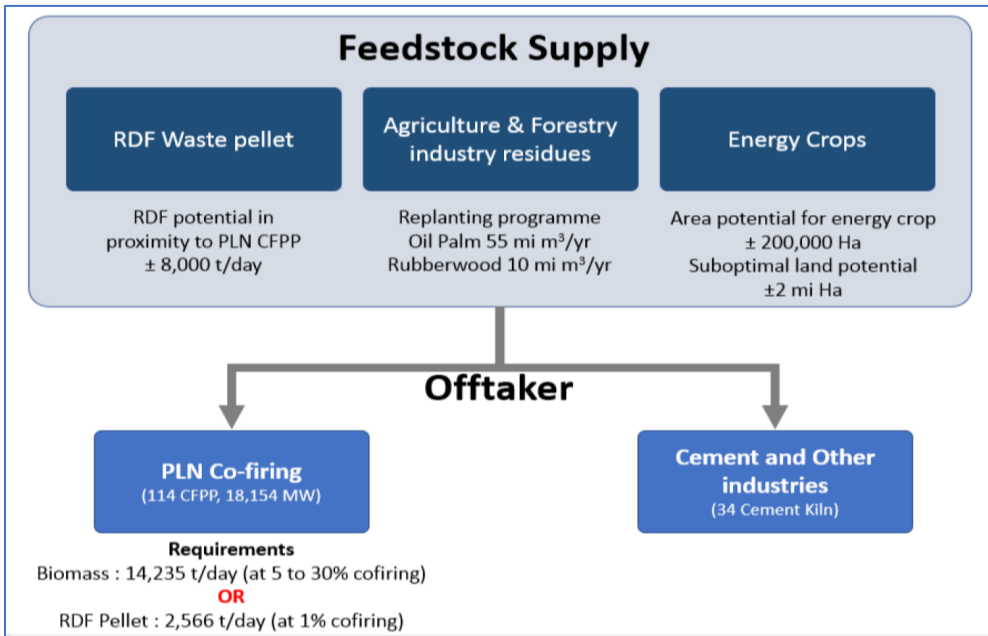 Feedstock Supply
RDF Waste pellet
RDF potential in
proximity to PLN CFPP
± 8,000 t/day
Agriculture & Forestry
industry residues
Replanting programme
Oil Palm 55 mi m³/yr
Rubberwood 10 mi m³/yr
Energy Crops
Area potential for energy crop
± 200,000 Ha
Suboptimal land potential
±2 mi Ha
Offtaker
PLN Co-firing
(114 CFPP, 18,154 MW)
Requirements
Biomass : 14,235 t/day (at 5 to 30% cofiring)
OR
RDF Pellet : 2,566 t/day (at 1% cofiring)
Cement and Other
industries
(34 Cement Kiln)